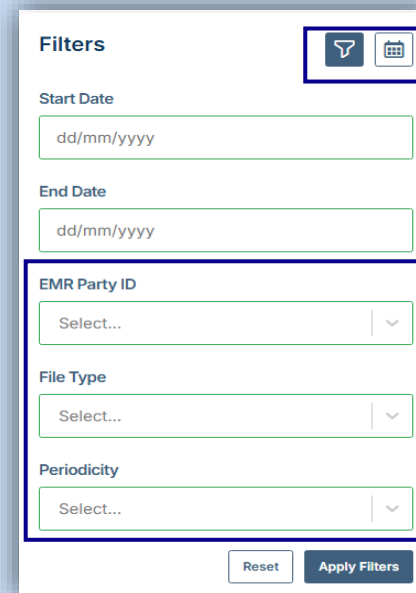 Filters
Start Date
dd/mm/yyyy
End Date
dd/mm/yyyy
EMR Party ID
Select...
File Type
Select...
Periodicity
Select...
Reset Apply Filters